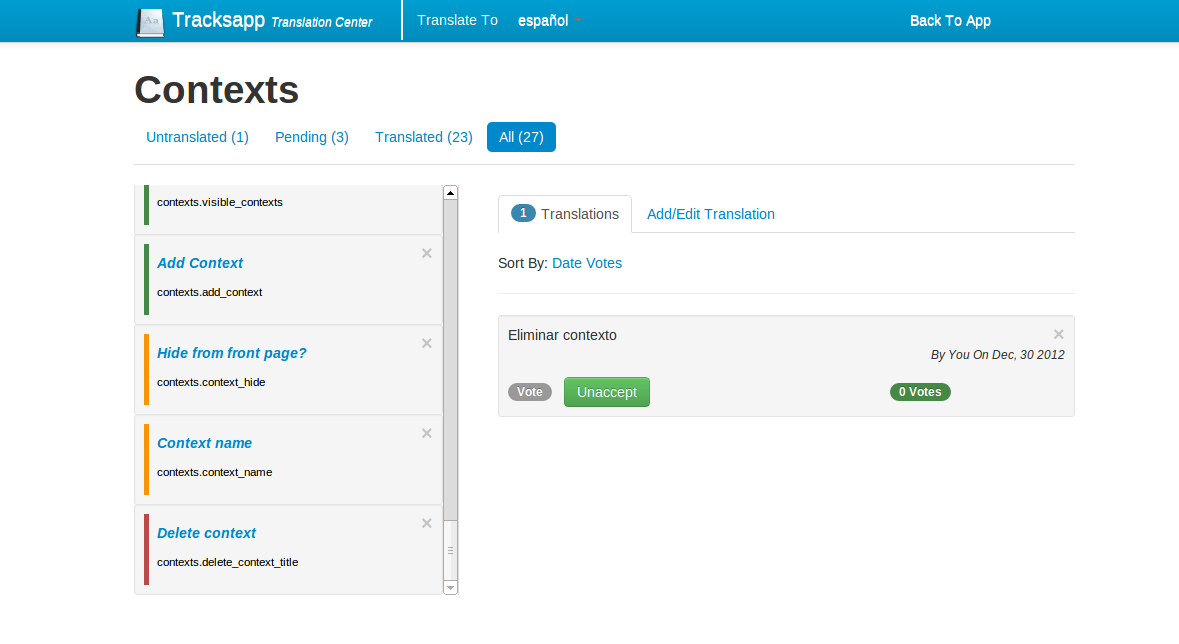 Aa
Tracksapp Translation Center
Translate To español
Back To App
Contexts
Untranslated (1) Pending (3) Translated (23) All (27)
contexts.visible_contexts
Add Context ×
contexts.add_context
Hide from front page? ×
contexts.context_hide
Context name ×
contexts.context_name
Delete context ×
contexts.delete_context_title
1 Translations Add/Edit Translation
Sort By: Date Votes
Eliminar contexto ×
By You On Dec, 30 2012
Vote Unaccept 0 Votes